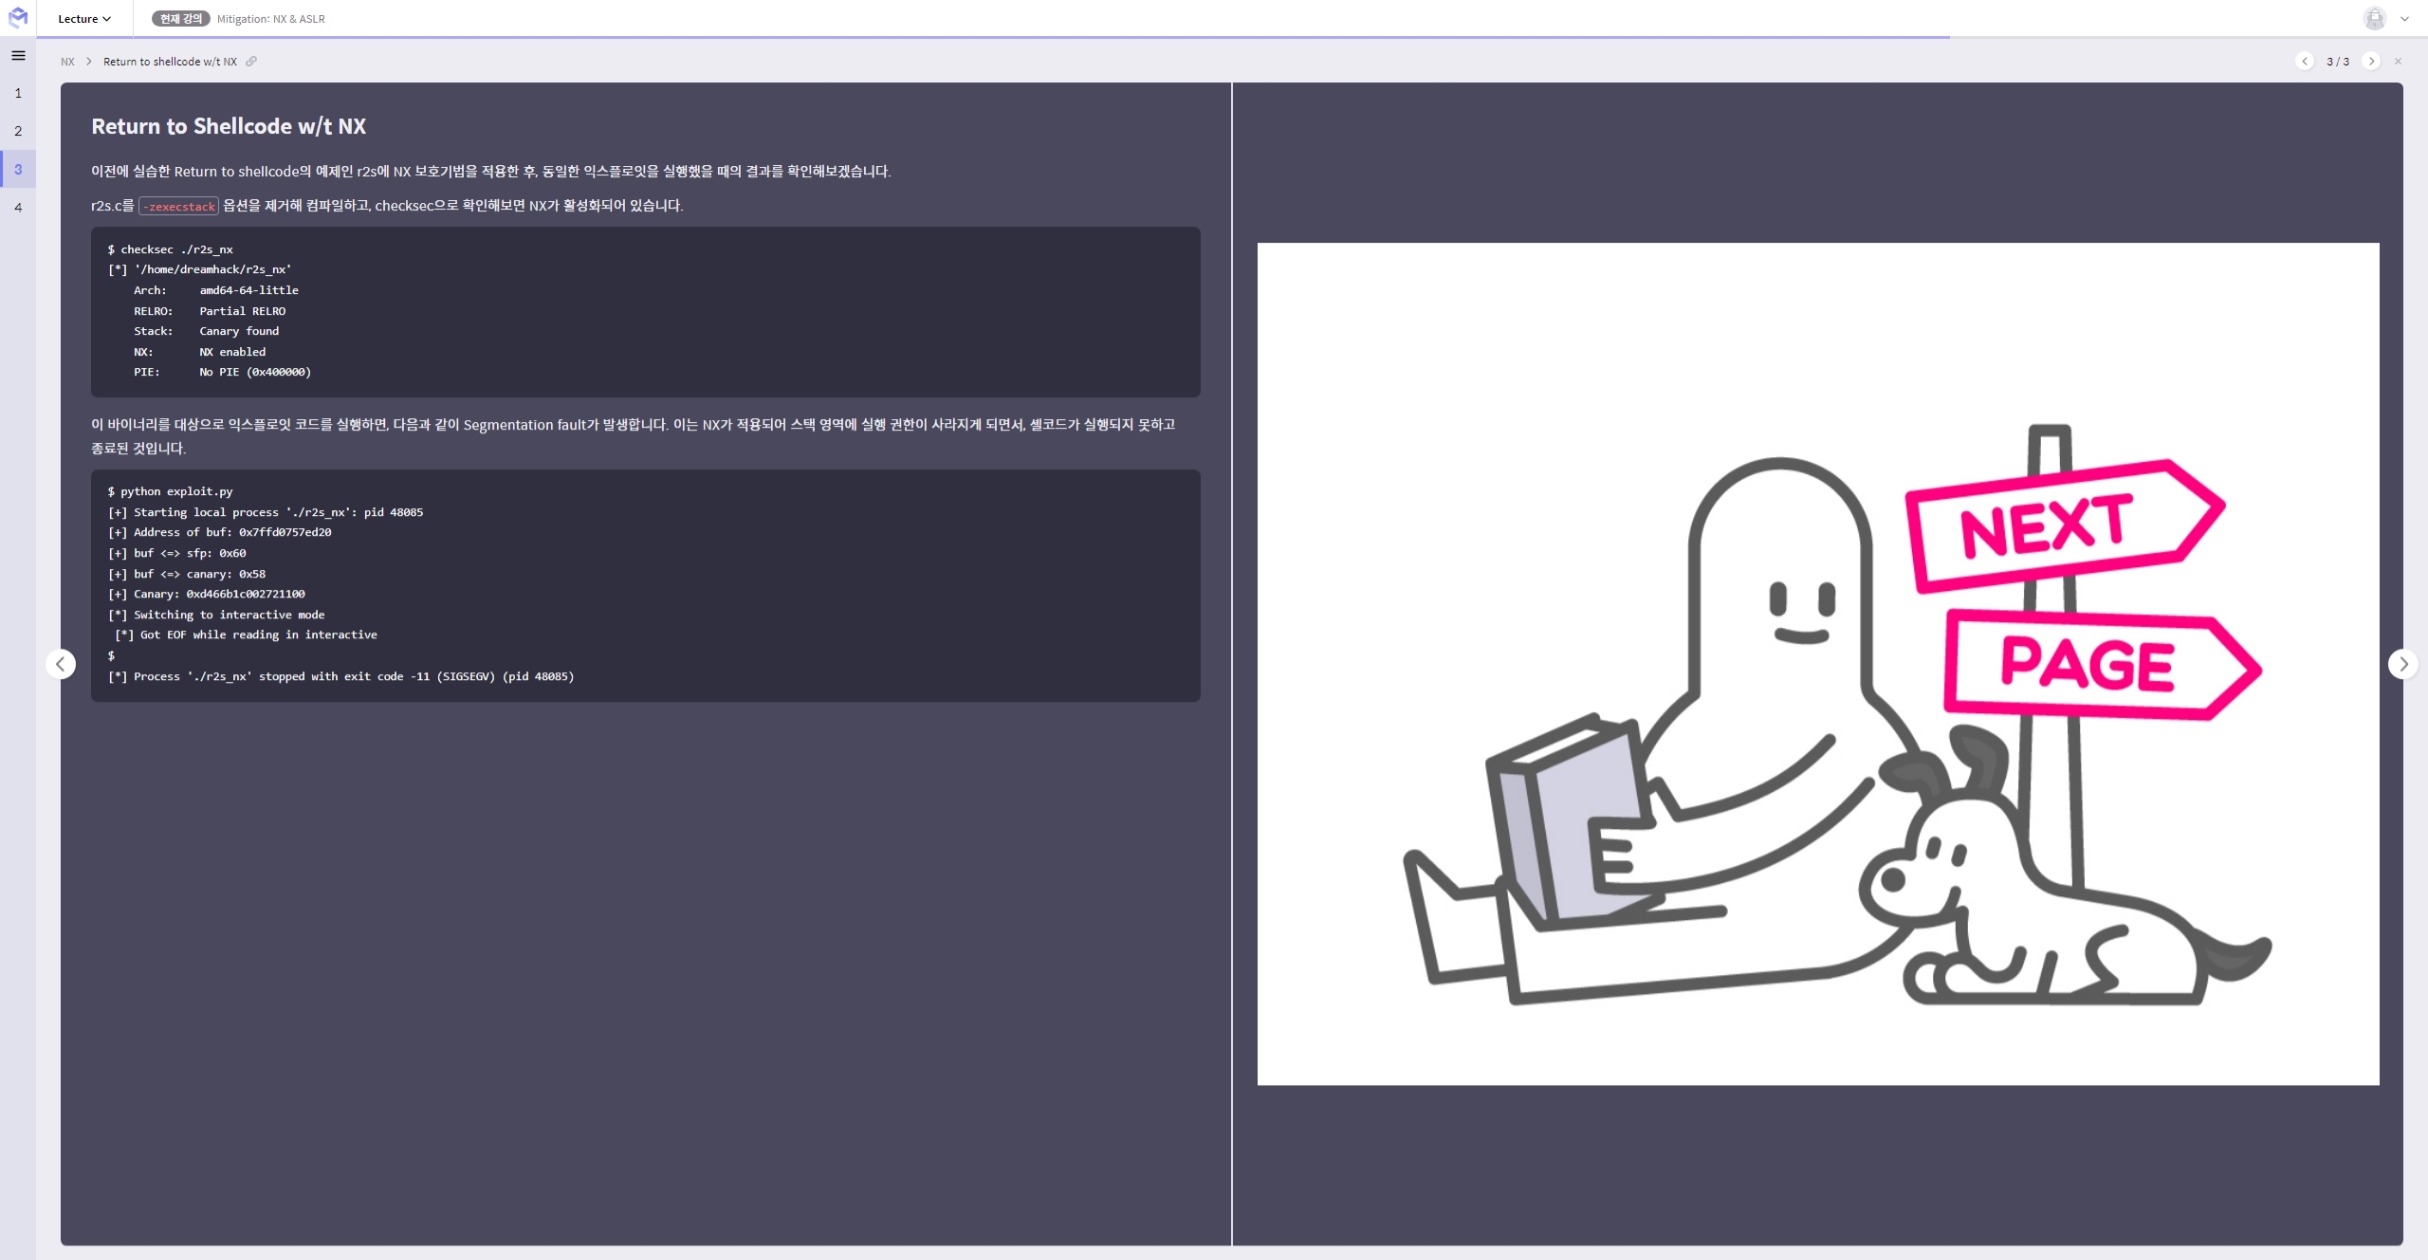 Lecture
현재 강의 Mitigation: NX & ASLR
NX > Return to shellcode w/t NX
3 / 3
1
2
3
4
Return to Shellcode w/t NX
이전에 실습한 Return to shellcode의 예제인 r2s에 NX 보호기법을 적용한 후, 동일한 익스플로잇을 실행했을 때의 결과를 확인해보겠습니다.
r2s.c를 -zexecstack 옵션을 제거해 컴파일하고, checksec으로 확인해보면 NX가 활성화되어 있습니다.
$ checksec ./r2s_nx
[*] '/home/dreamhack/r2s_nx'
Arch:     amd64-64-little
RELRO:    Partial RELRO
Stack:    Canary found
NX:       NX enabled
PIE:      No PIE (0x400000)
이 바이너리를 대상으로 익스플로잇 코드를 실행하면, 다음과 같이 Segmentation fault가 발생합니다. 이는 NX가 적용되어 스택 영역에 실행 권한이 사라지게 되면서, 셸코드가 실행되지 못하고
종료된 것입니다.
$ python exploit.py
[+] Starting local process './r2s_nx': pid 48085
[+] Address of buf: 0x7ffd0757ed20
[+] buf <=> sfp: 0x60
[+] buf <=> canary: 0x58
[+] Canary: 0xd466b1c002721100
[*] Switching to interactive mode
[*] Got EOF while reading in interactive
$
[*] Process './r2s_nx' stopped with exit code -11 (SIGSEGV) (pid 48085)
NEXT
PAGE